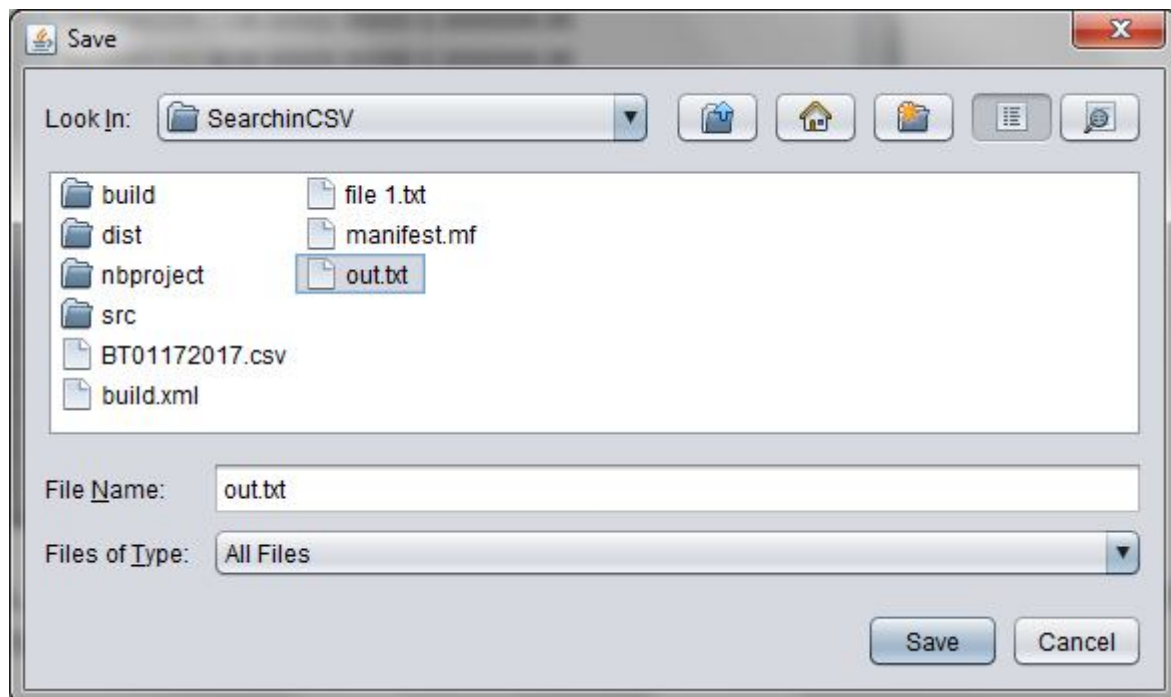 Save
Look In: SearchinCSV
build
dist
nbproject
src
BT01172017.csv
build.xml
file 1.txt
manifest.mf
out.txt
File Name: out.txt
Files of Type: All Files
Save Cancel